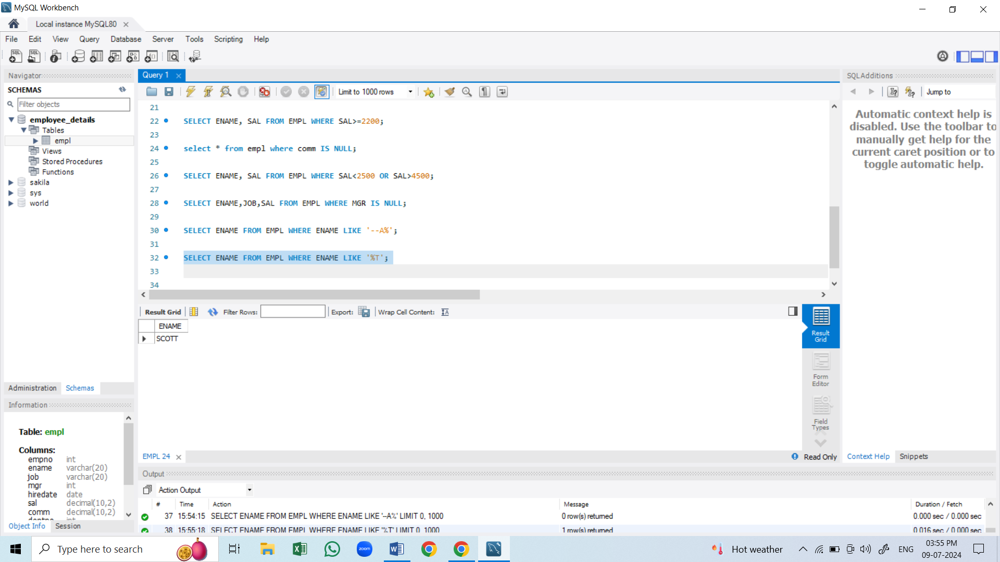 MySQL Workbench
Local instance MySQL80
File Edit View Query Database Server Tools Scripting Help
Navigator
SCHEMAS
Filter objects
employee_details
Tables
empl
Views
Stored Procedures
Functions
sakila
sys
world
Administration Schemas
Information
Table: empl
Columns:
empno int
ename varchar(20)
job varchar(20)
mgr int
hiredate date
sal decimal(10,2)
comm decimal(10,2)
Object Info Session
Query 1
Limit to 1000 rows
21
22 SELECT ENAME, SAL FROM EMPL WHERE SAL>=2200;
23
24 select * from empl where comm IS NULL;
25
26 SELECT ENAME, SAL FROM EMPL WHERE SAL<2500 OR SAL>4500;
27
28 SELECT ENAME,JOB,SAL FROM EMPL WHERE MGR IS NULL;
29
30 SELECT ENAME FROM EMPL WHERE ENAME LIKE '--A%';
31
32 SELECT ENAME FROM EMPL WHERE ENAME LIKE '%T';
33
34
Result Grid Filter Rows: Export: Wrap Cell Content:
ENAME
SCOTT
Result
Grid
Form
Editor
Field
Types
EMPL 24
Read Only
SQLAdditions
Jump to
Automatic context help is
disabled. Use the toolbar to
manually get help for the
current caret position or to
toggle automatic help.
Context Help Snippets
Output
Action Output
# Time Action Message Duration / Fetch
37 15:54:15 SELECT ENAME FROM EMPL WHERE ENAME LIKE '--A%' LIMIT 0, 1000 0 row(s) returned 0.000 sec / 0.000 sec
38 15:55:18 SELECT ENAME FROM EMPL WHERE ENAME LIKE '%T' LIMIT 0, 1000 1 row(s) returned 0.016 sec / 0.000 sec
Type here to search
zoom
Hot weather
ENG
03:55 PM
09-07-2024